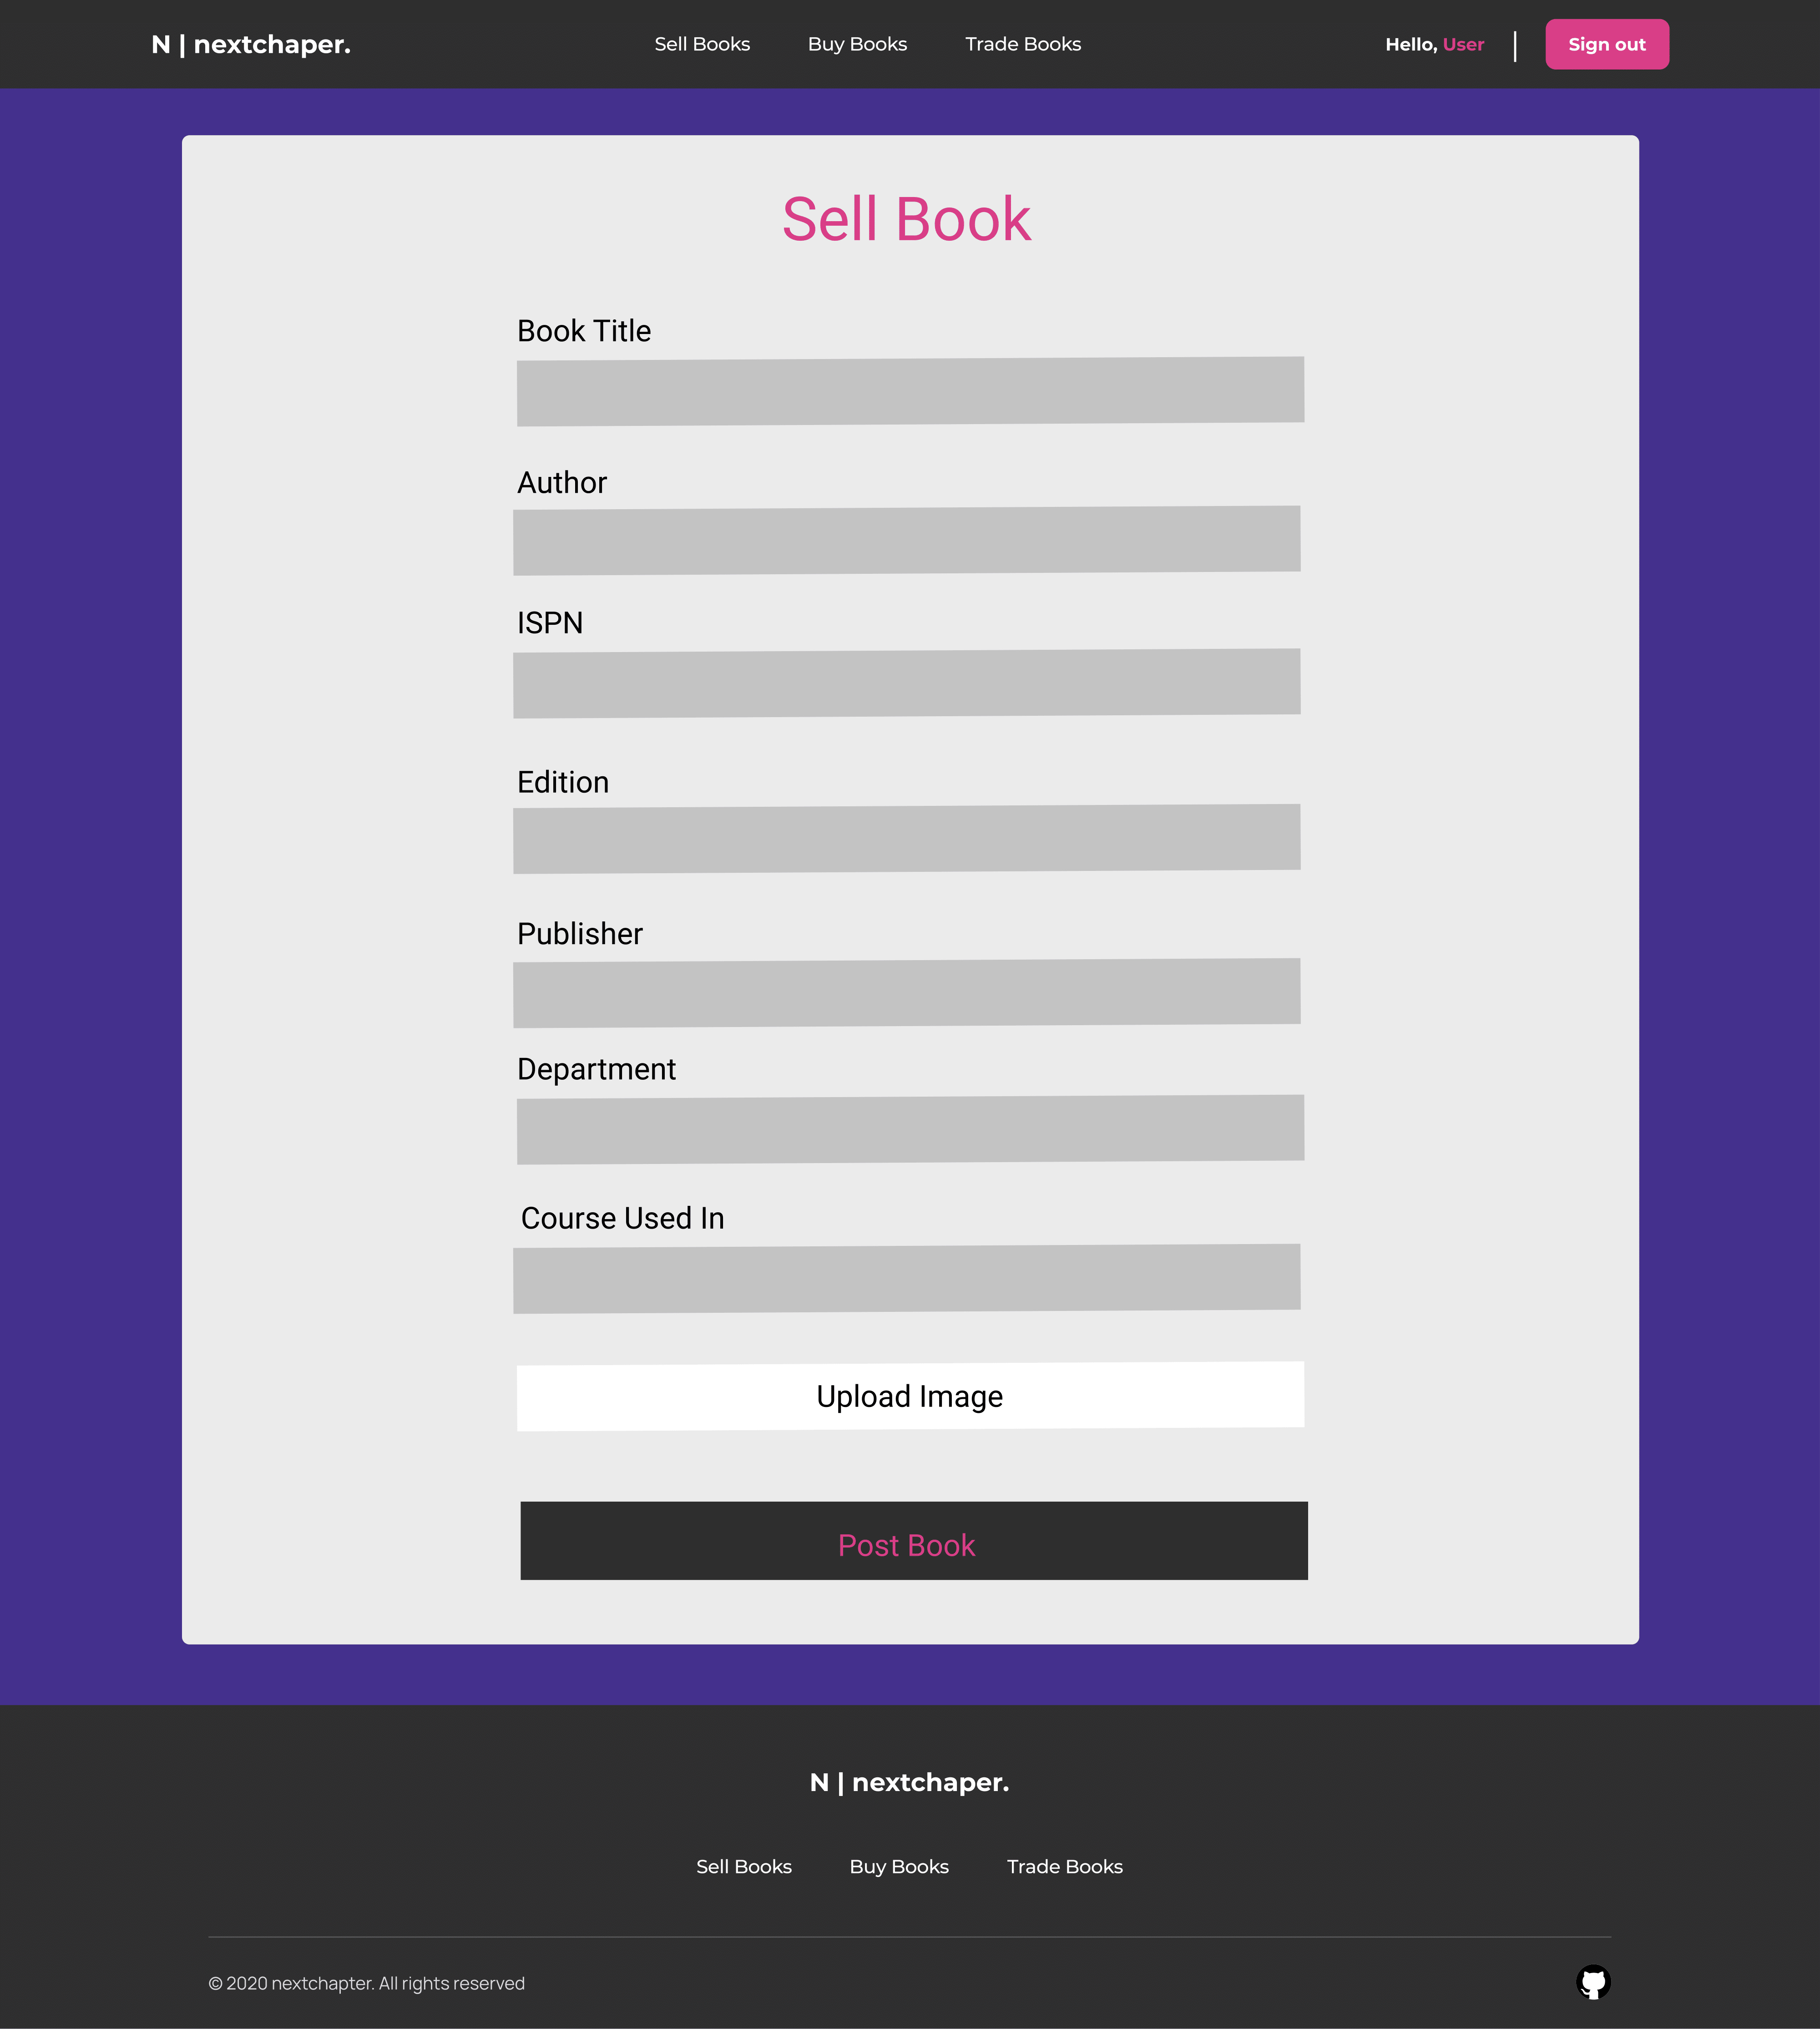 N | nextchaper.
Sell Books Buy Books Trade Books
Hello, User | Sign out
Sell Book
Book Title
Author
ISPN
Edition
Publisher
Department
Course Used In
Upload Image
Post Book
N | nextchaper.
Sell Books Buy Books Trade Books
© 2020 nextchapter. All rights reserved